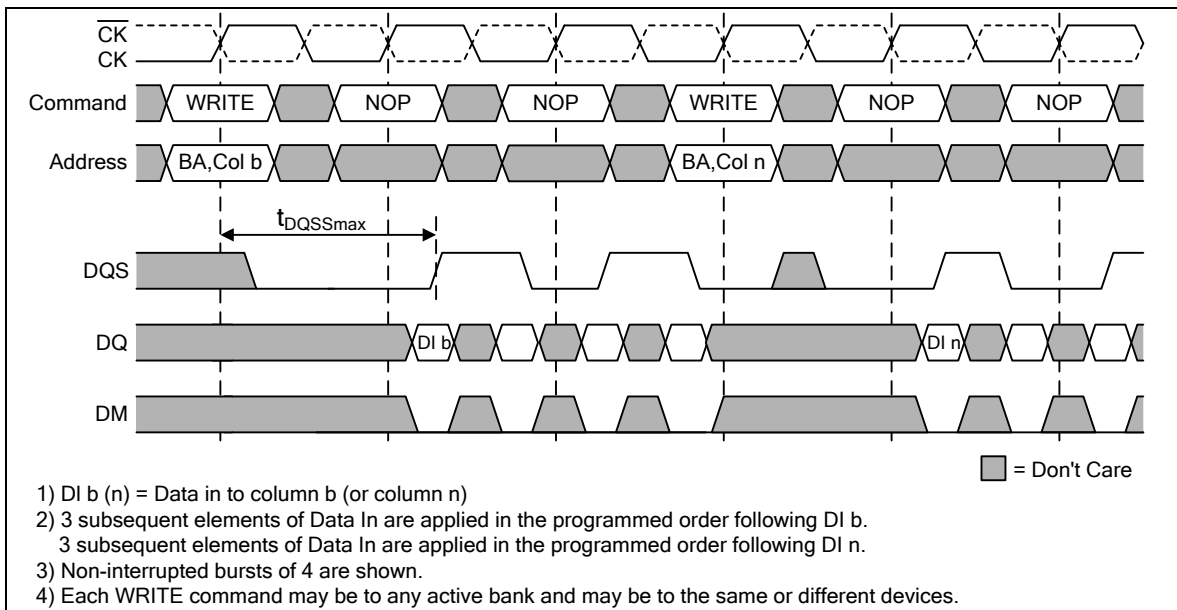 CK
CK
Command WRITE NOP NOP WRITE NOP NOP
Address BA,Col b BA,Col n
tDQSSmax
DQS
DQ DI b DI n
DM
= Don't Care
1) DI b (n) = Data in to column b (or column n)
2) 3 subsequent elements of Data In are applied in the programmed order following DI b.
3 subsequent elements of Data In are applied in the programmed order following DI n.
3) Non-interrupted bursts of 4 are shown.
4) Each WRITE command may be to any active bank and may be to the same or different devices.